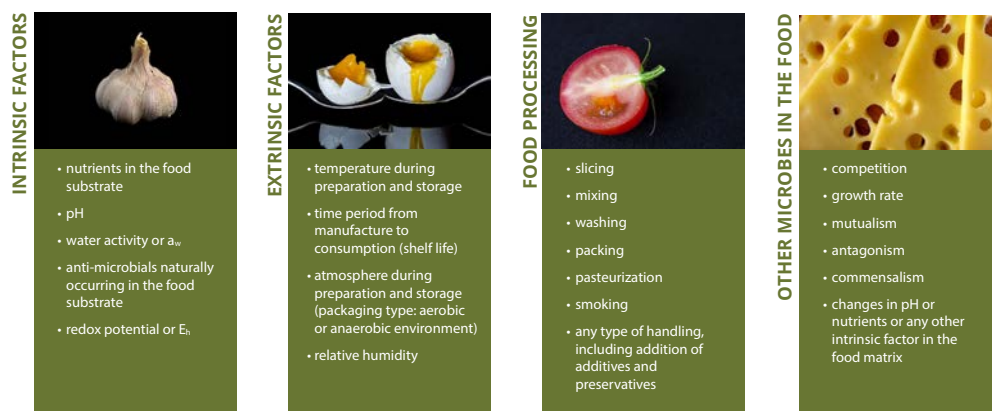 INTRINSIC FACTORS
• nutrients in the food
substrate
• pH
• water activity or aw
• anti-microbials naturally
occurring in the food
substrate
• redox potential or Eh
EXTRINSIC FACTORS
• temperature during
preparation and storage
• time period from
manufacture to
consumption (shelf life)
• atmosphere during
preparation and storage
(packaging type: aerobic
or anaerobic environment)
• relative humidity
FOOD PROCESSING
• slicing
• mixing
• washing
• packing
• pasteurization
• smoking
• any type of handling,
including addition of
additives and
preservatives
OTHER MICROBES IN THE FOOD
• competition
• growth rate
• mutualism
• antagonism
• commensalism
• changes in pH or
nutrients or any other
intrinsic factor in the
food matrix